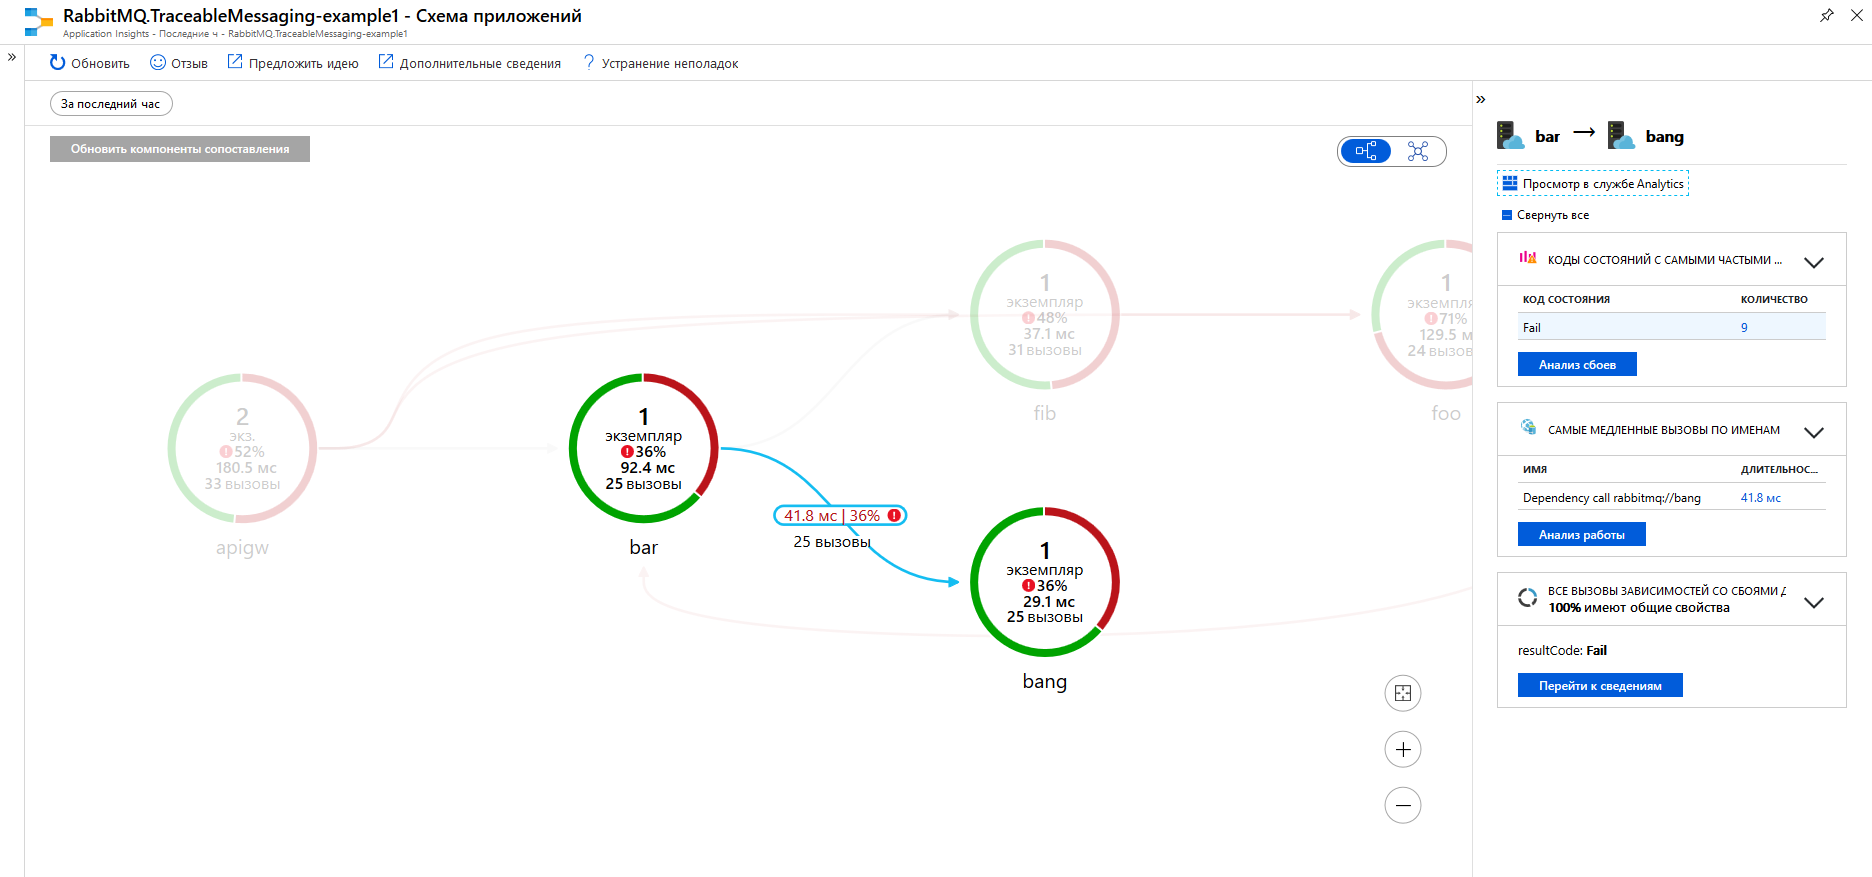 RabbitMQ.TraceableMessaging-example1 - Схема приложений
Application Insights - Последние ч - RabbitMQ.TraceableMessaging-example1
Обновить
Отзыв
Предложить идею
Дополнительные сведения
? Устранение неполадок
За последний час
Обновить компоненты сопоставления
2
экз.
52%
180.5 мс
33 вызовы
apigw
1
экземпляр
36%
92.4 мс
25 вызовы
bar
41.8 мс | 36%
25 вызовы
1
экземпляр
48%
37.1 мс
31 вызовы
fib
1
экземпля
71%
129.5 м
24 вызов
foo
1
экземпляр
36%
29.1 мс
25 вызовы
bang
bar → bang
Просмотр в службе Analytics
Свернуть все
КОДЫ СОСТОЯНИЙ С САМЫМИ ЧАСТЫМИ ...
КОД СОСТОЯНИЯ КОЛИЧЕСТВО
Fail 9
Анализ сбоев
САМЫЕ МЕДЛЕННЫЕ ВЫЗОВЫ ПО ИМЕНАМ
ИМЯ ДЛИТЕЛЬНОС...
Dependency call rabbitmq://bang 41.8 мс
Анализ работы
ВСЕ ВЫЗОВЫ ЗАВИСИМОСТЕЙ СО СБОЯМИ Д
100% имеют общие свойства
resultCode: Fail
Перейти к сведениям